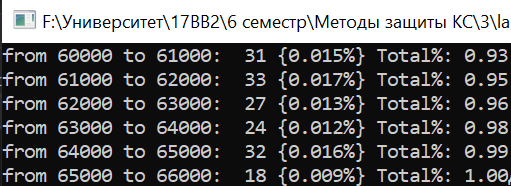 F:\Университет\17ВВ2\6 семестр\Методы защиты КС\3\la
from 60000 to 61000:  31 {0.015%} Total%: 0.93
from 61000 to 62000:  33 {0.017%} Total%: 0.95
from 62000 to 63000:  27 {0.013%} Total%: 0.96
from 63000 to 64000:  24 {0.012%} Total%: 0.98
from 64000 to 65000:  32 {0.016%} Total%: 0.99
from 65000 to 66000:  18 {0.009%} Total%: 1.00